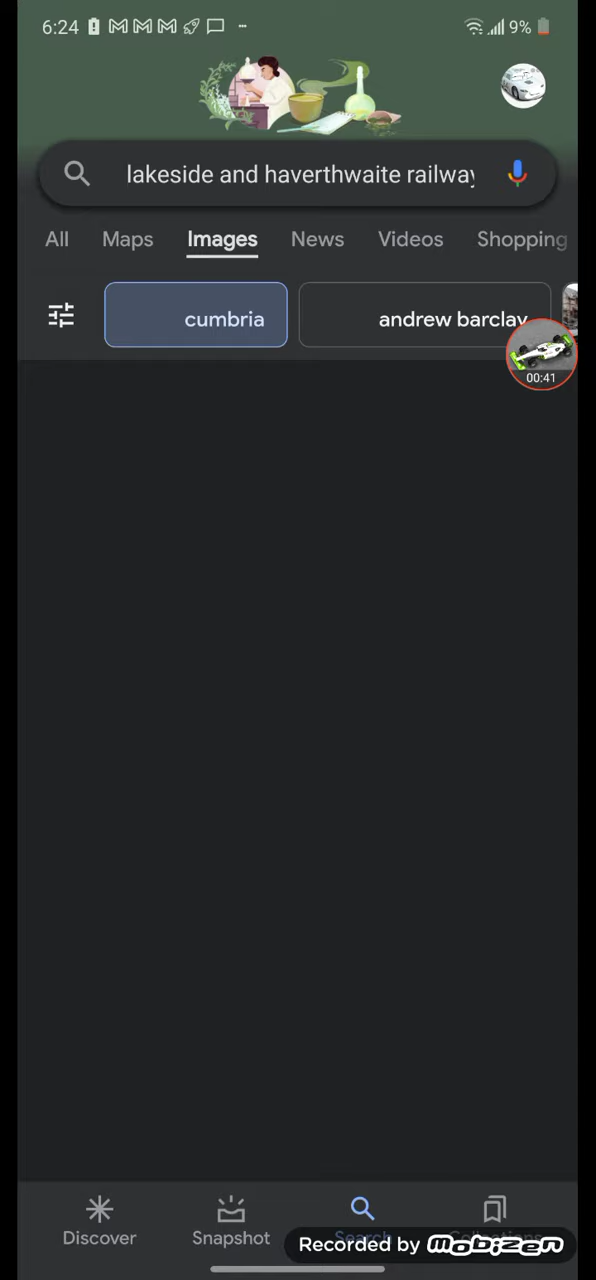 6:24 9%
lakeside and haverthwaite railway
All Maps Images News Videos Shopping
cumbria andrew barclay
00:41
Discover Snapshot Search
Recorded by mobizen